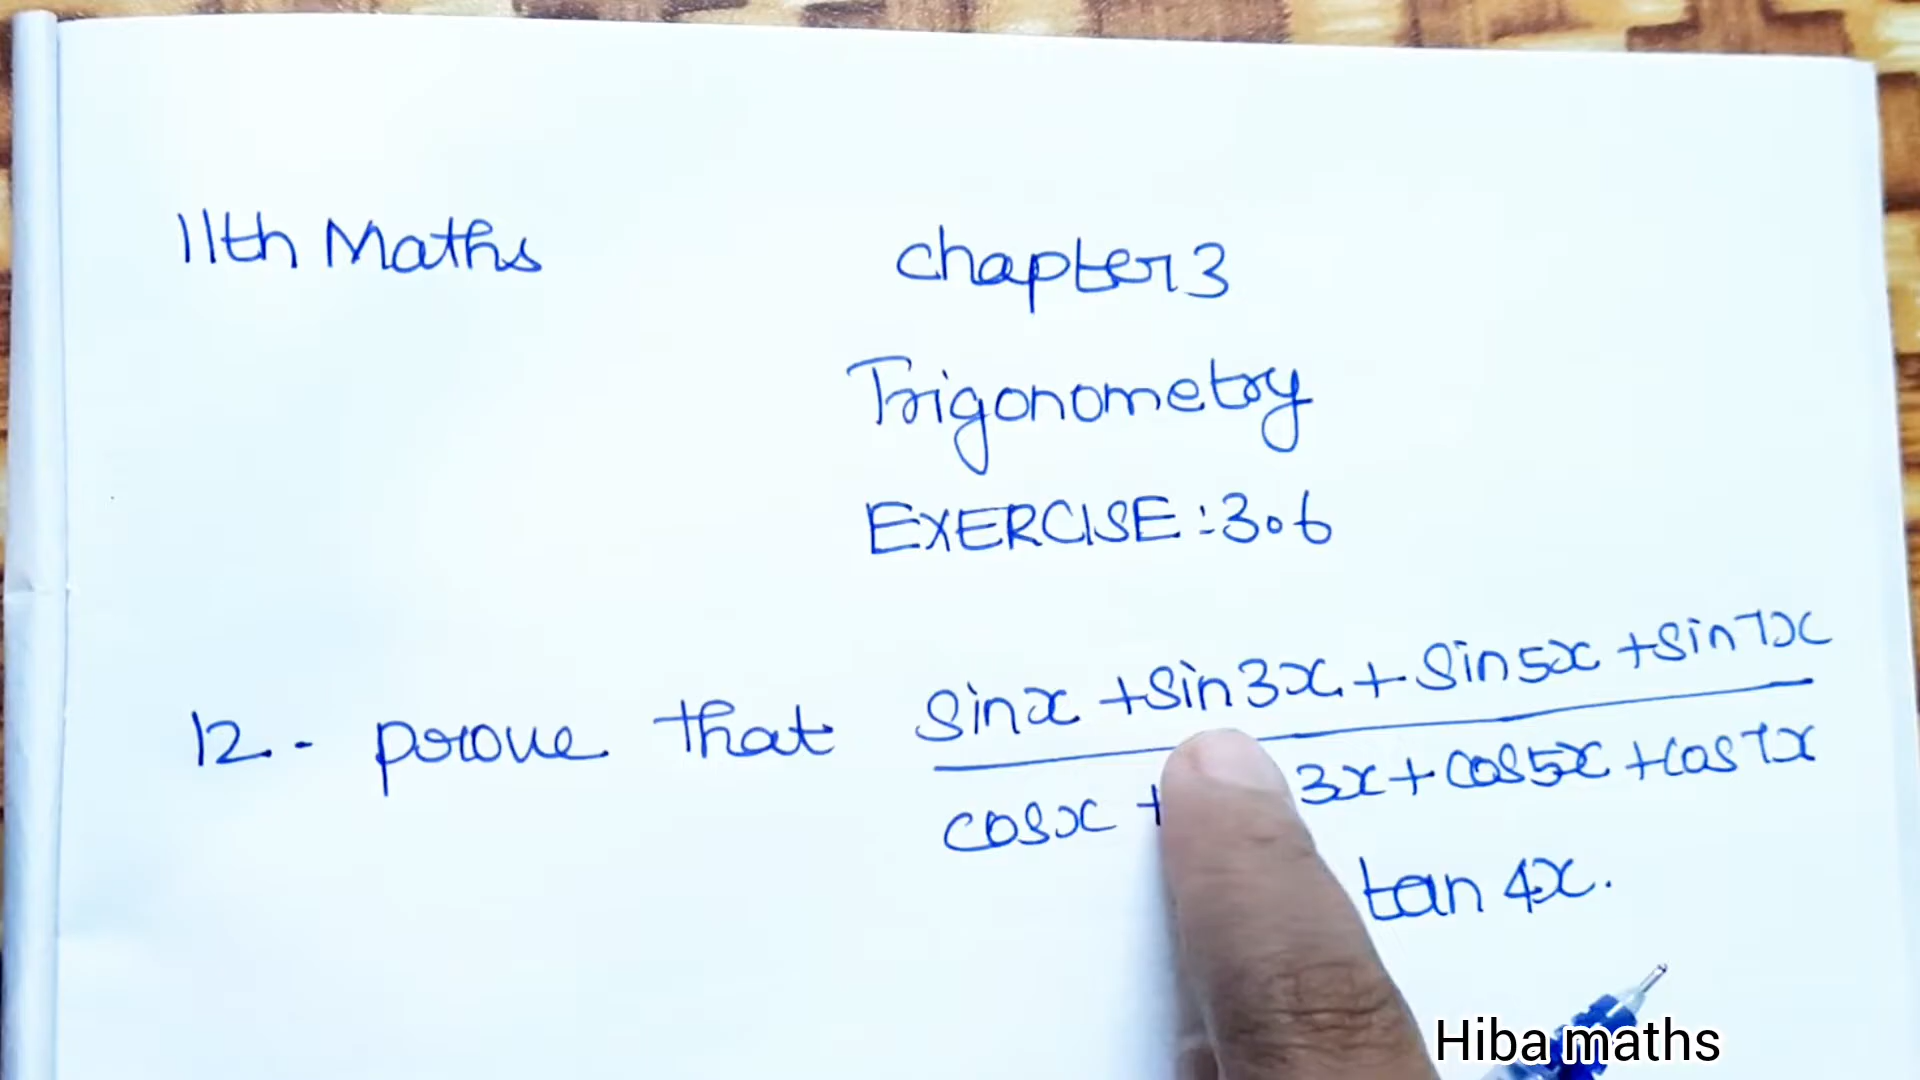 11th Maths chapter 3
Trigonometry
EXERCISE :3.6
12. prove that sinx + sin3x + sin5x + sin7x
cosx + 3x + cos5x + cos7x
tan 4x.
Hiba maths